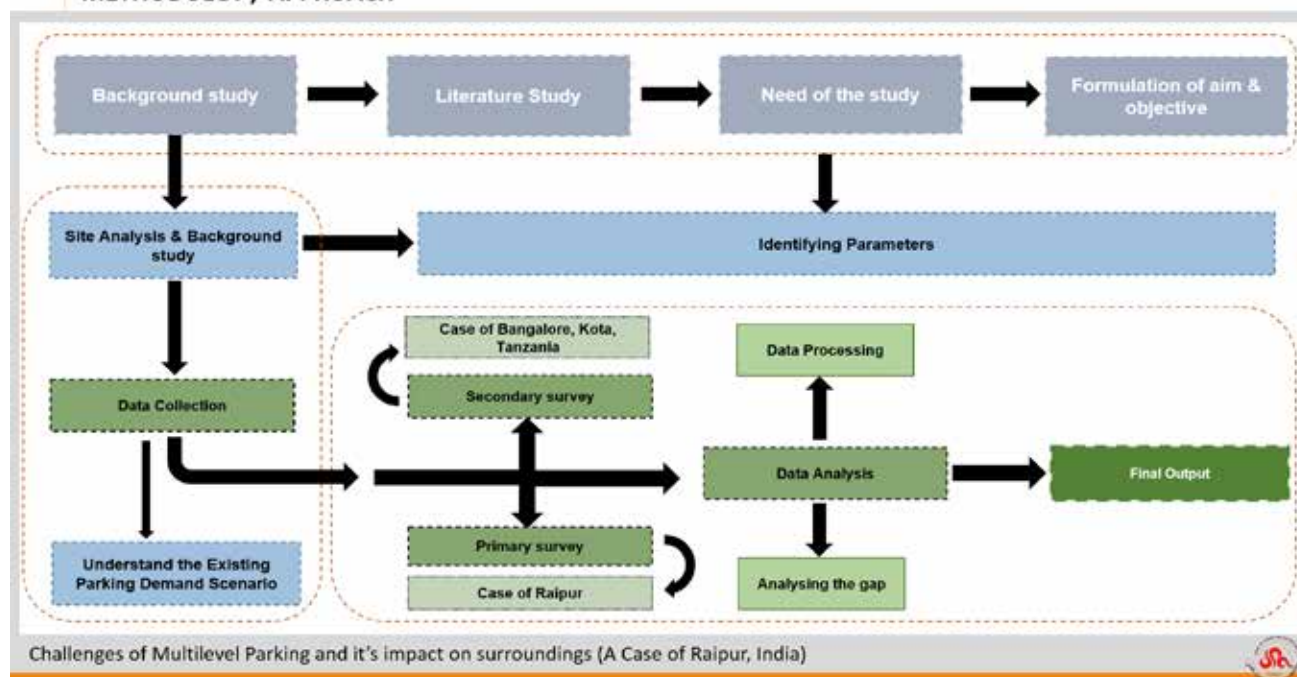 Background study
Literature Study
Need of the study
Formulation of aim &
objective
Site Analysis & Background
study
Identifying Parameters
Case of Bangalore, Kota,
Tanzania
Data Processing
Data Collection
Secondary survey
Data Analysis
Final Output
Understand the Existing
Parking Demand Scenario
Primary survey
Case of Raipur
Analysing the gap
Challenges of Multilevel Parking and it's impact on surroundings (A Case of Raipur, India)